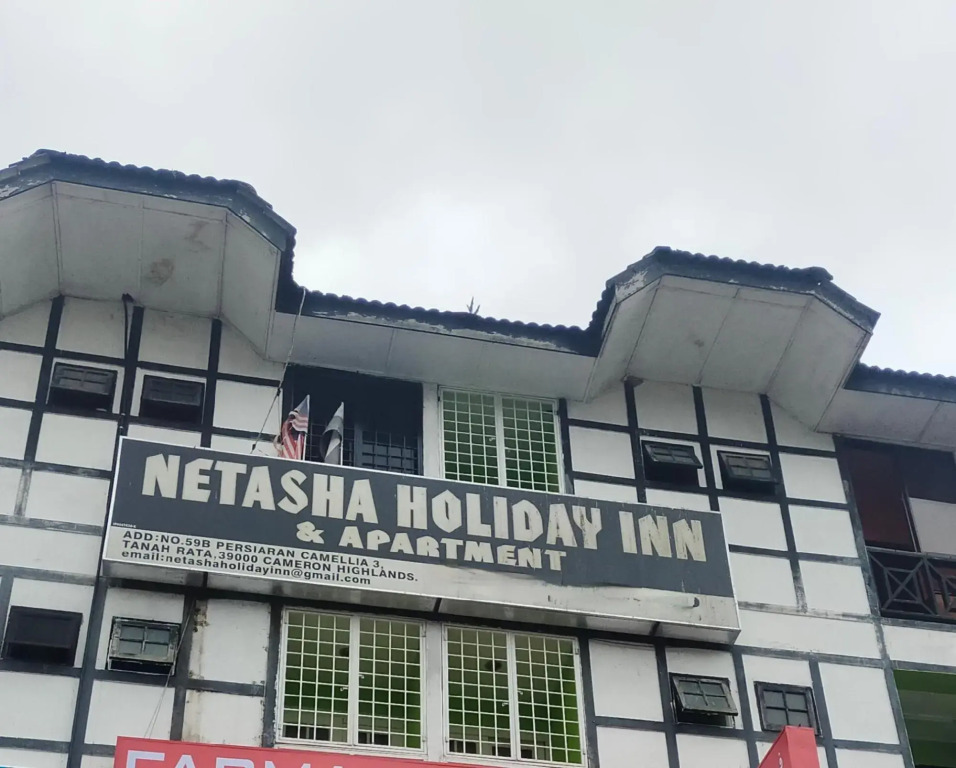 NETASHA HOLIDAY INN
& APARTMENT
ADD:NO.59B PERSIARAN CAMELLIA 3,
TANAH RATA,39000 CAMERON HIGHLANDS.
email:netashaholidayinn@gmail.com